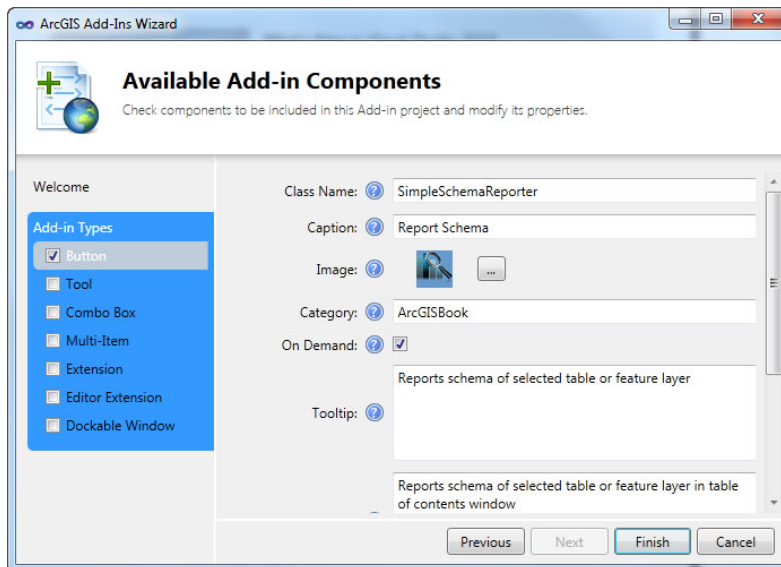 ArcGIS Add-Ins Wizard
Available Add-in Components
Check components to be included in this Add-in project and modify its properties.
Welcome
Add-in Types
Button
Tool
Combo Box
Multi-Item
Extension
Editor Extension
Dockable Window
Class Name: SimpleSchemaReporter
Caption: Report Schema
Image: ...
Category: ArcGISBook
On Demand:
Tooltip: Reports schema of selected table or feature layer
Reports schema of selected table or feature layer in table
of contents window
Previous Next Finish Cancel